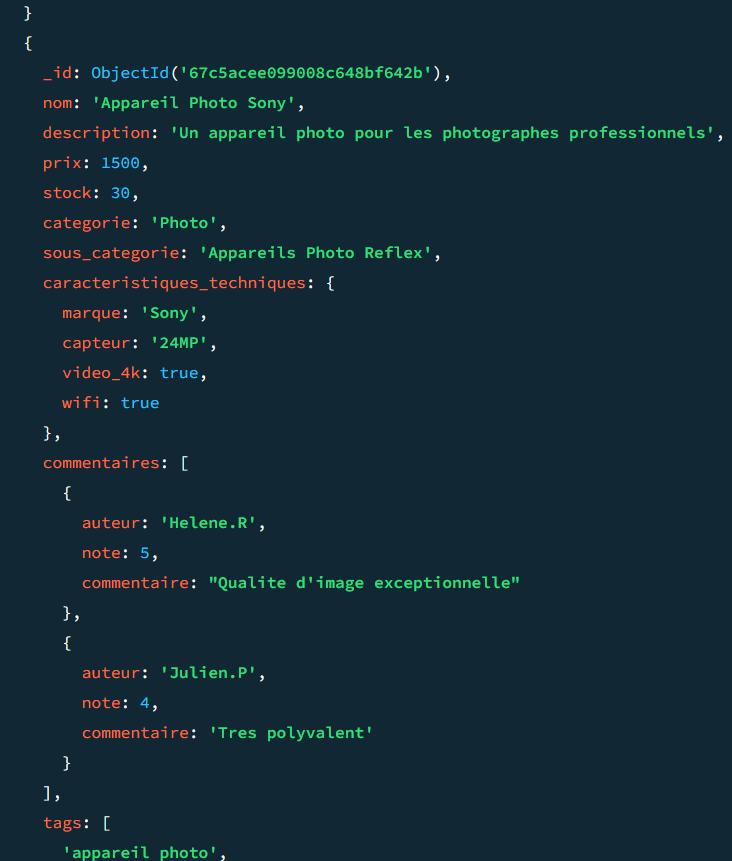 }
{
  _id: ObjectId('67c5acee099008c648bf642b'),
  nom: 'Appareil Photo Sony',
  description: 'Un appareil photo pour les photographes professionnels',
  prix: 1500,
  stock: 30,
  categorie: 'Photo',
  sous_categorie: 'Appareils Photo Reflex',
  caracteristiques_techniques: {
    marque: 'Sony',
    capteur: '24MP',
    video_4k: true,
    wifi: true
  },
  commentaires: [
    {
      auteur: 'Helene.R',
      note: 5,
      commentaire: "Qualite d'image exceptionnelle"
    },
    {
      auteur: 'Julien.P',
      note: 4,
      commentaire: 'Tres polyvalent'
    }
  ],
  tags: [
    'appareil photo',